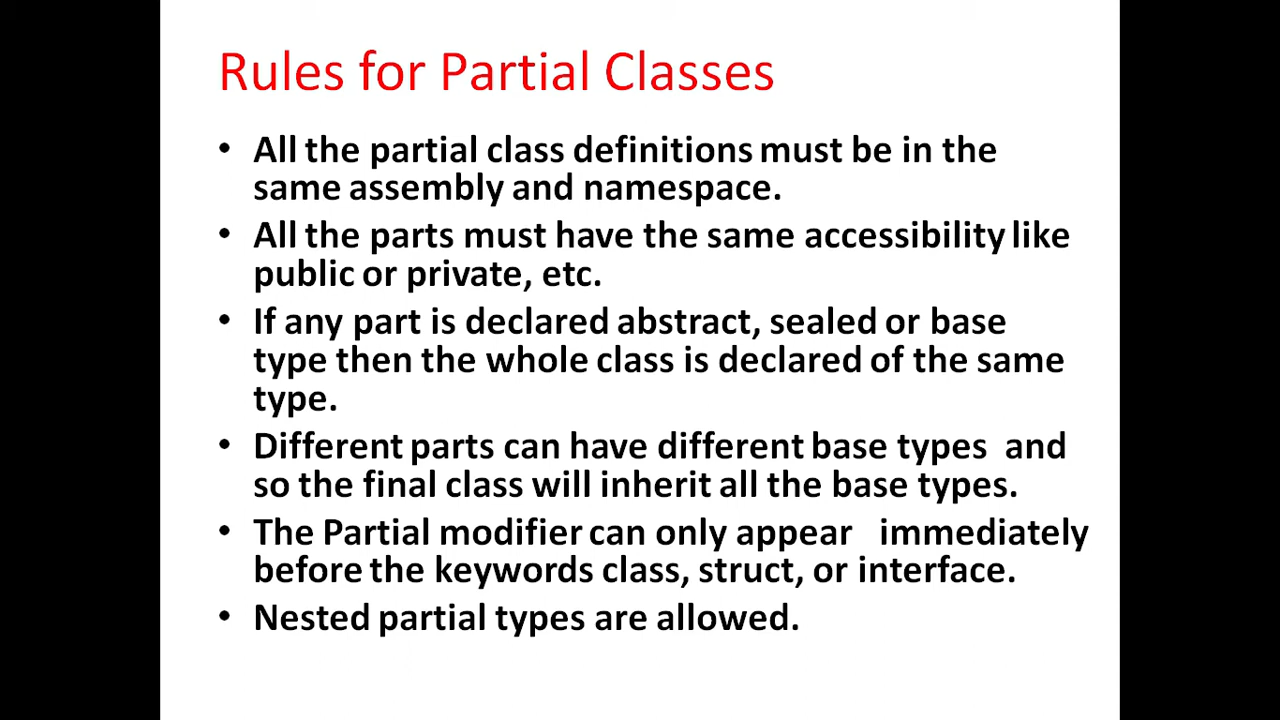 Rules for Partial Classes
• All the partial class definitions must be in the
same assembly and namespace.
• All the parts must have the same accessibility like
public or private, etc.
• If any part is declared abstract, sealed or base
type then the whole class is declared of the same
type.
• Different parts can have different base types and
so the final class will inherit all the base types.
• The Partial modifier can only appear immediately
before the keywords class, struct, or interface.
• Nested partial types are allowed.